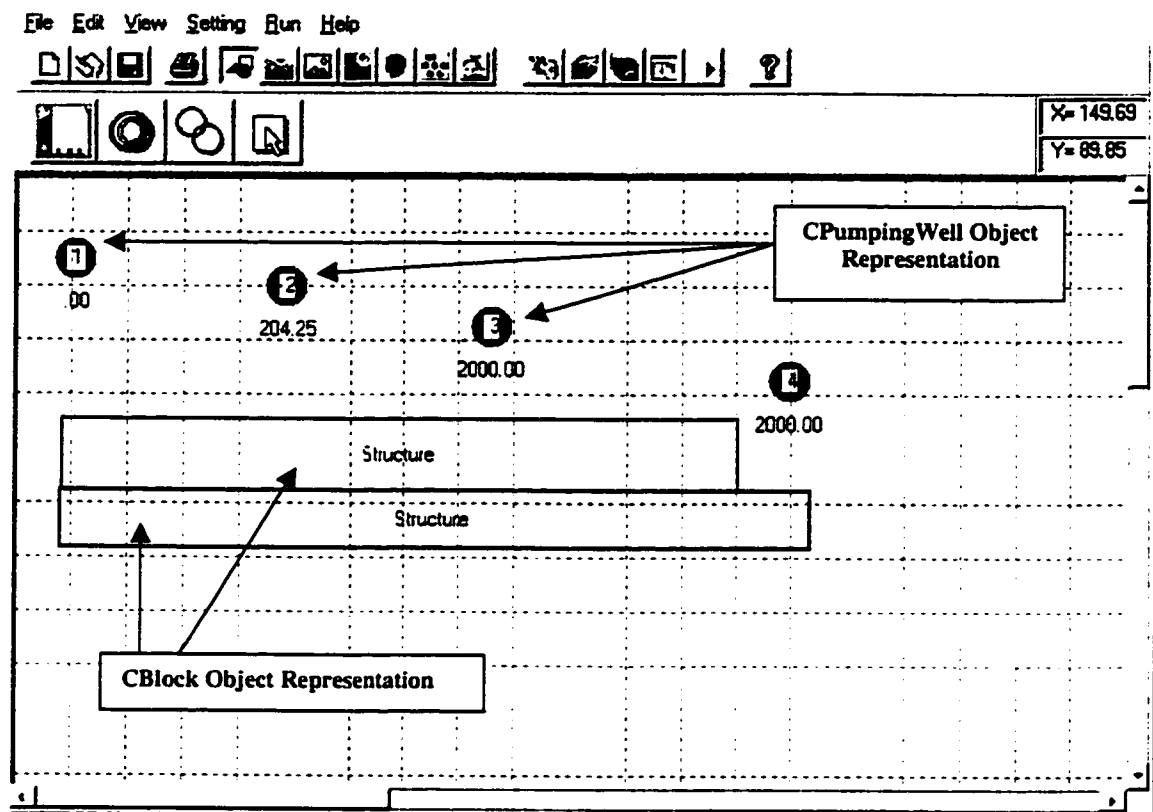 File Edit View Setting Run Help
X= 149.69
Y= 89.85
CPumpingWell Object
Representation
1
00
2
204.25
3
2000.00
4
2000.00
Structure
Structure
CBlock Object Representation